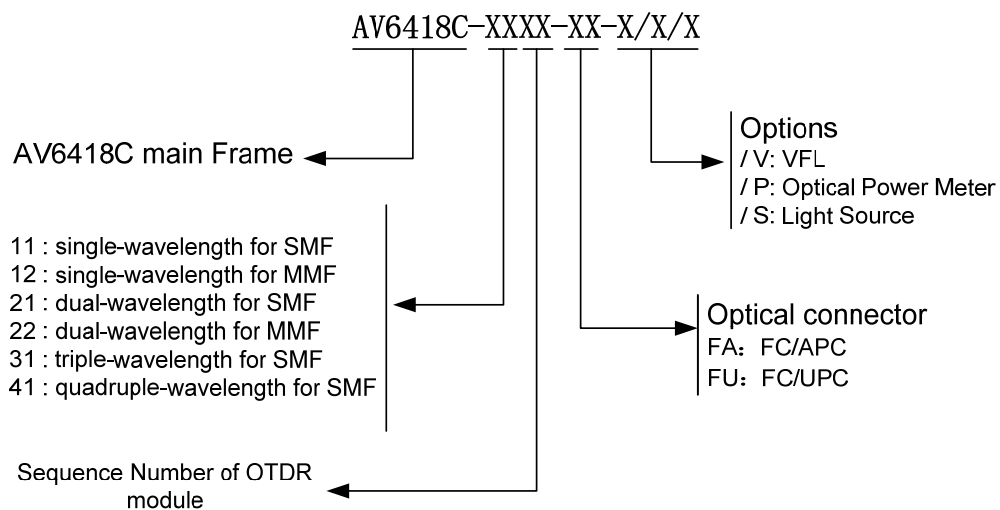 AV6418C-XXXX-XX-X/X/X
AV6418C main Frame
Options
/ V: VFL
/ P: Optical Power Meter
/ S: Light Source
11 : single-wavelength for SMF
12 : single-wavelength for MMF
21 : dual-wavelength for SMF
22 : dual-wavelength for MMF
31 : triple-wavelength for SMF
41 : quadruple-wavelength for SMF
Optical connector
FA： FC/APC
FU： FC/UPC
Sequence Number of OTDR
module